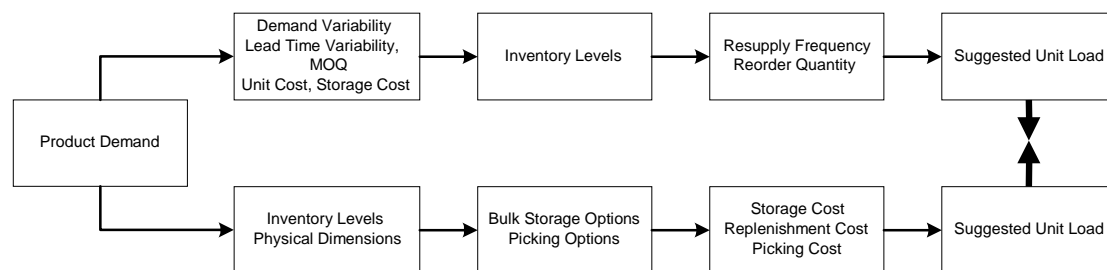 Product Demand
Demand Variability
Lead Time Variability,
MOQ
Unit Cost, Storage Cost
Inventory Levels
Resupply Frequency
Reorder Quantity
Suggested Unit Load
Inventory Levels
Physical Dimensions
Bulk Storage Options
Picking Options
Storage Cost
Replenishment Cost
Picking Cost
Suggested Unit Load